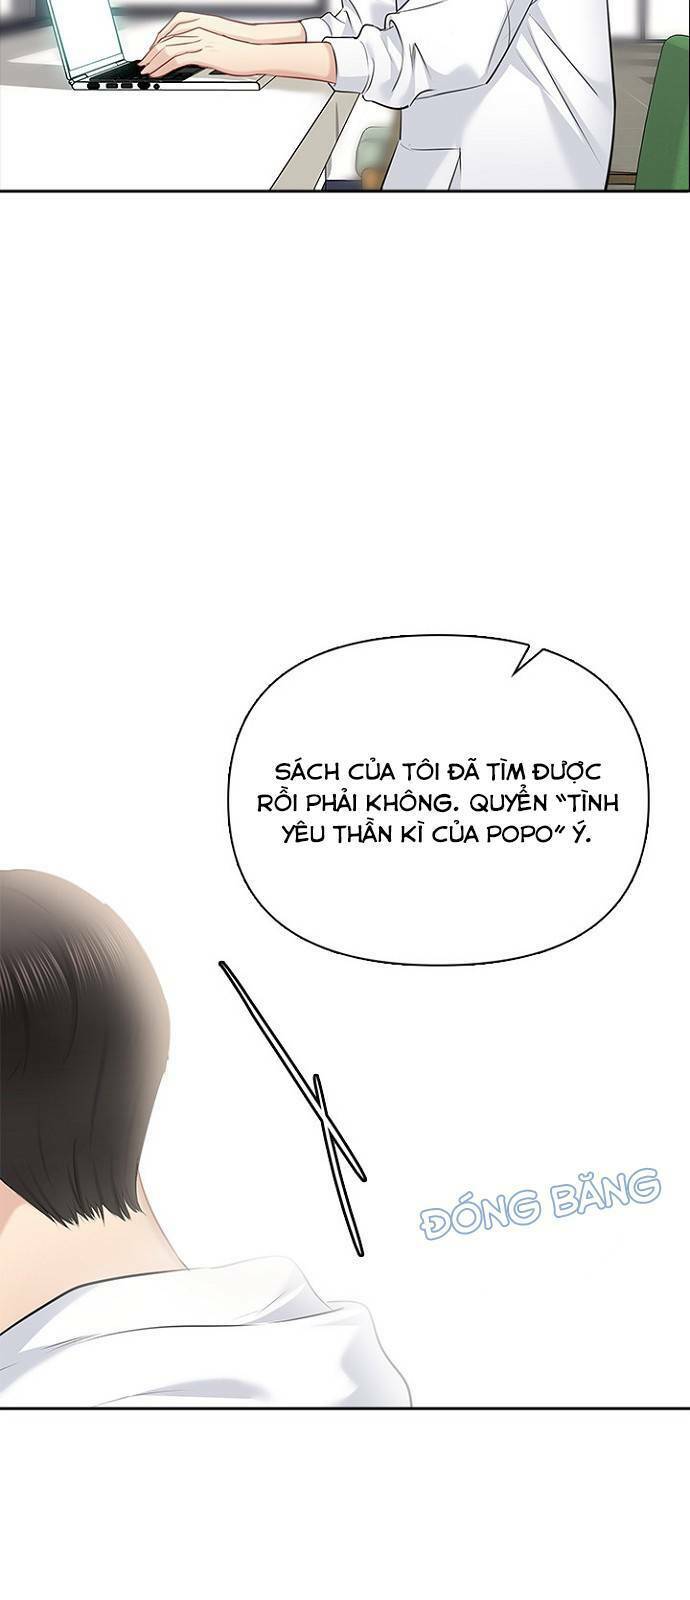 SÁCH CỦA TÔI ĐÃ TÌM ĐƯỢC
RỒI PHẢI KHÔNG. QUYỂN "TÌNH
YÊU THẦN KÌ CỦA POPO" Ý.
ĐÓNG BĂNG